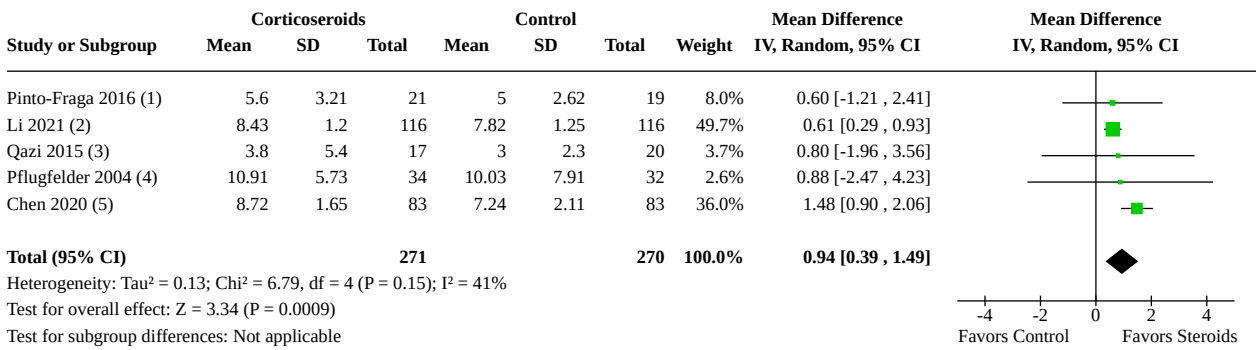 Corticoseroids Control Mean Difference Mean Difference
Study or Subgroup Mean SD Total Mean SD Total Weight IV, Random, 95% CI IV, Random, 95% CI
Pinto-Fraga 2016 (1) 5.6 3.21 21 5 2.62 19 8.0% 0.60 [-1.21 , 2.41]
Li 2021 (2) 8.43 1.2 116 7.82 1.25 116 49.7% 0.61 [0.29 , 0.93]
Qazi 2015 (3) 3.8 5.4 17 3 2.3 20 3.7% 0.80 [-1.96 , 3.56]
Pflugfelder 2004 (4) 10.91 5.73 34 10.03 7.91 32 2.6% 0.88 [-2.47 , 4.23]
Chen 2020 (5) 8.72 1.65 83 7.24 2.11 83 36.0% 1.48 [0.90 , 2.06]
Total (95% CI) 271 270 100.0% 0.94 [0.39 , 1.49]
Heterogeneity: Tau² = 0.13; Chi² = 6.79, df = 4 (P = 0.15); I² = 41%
Test for overall effect: Z = 3.34 (P = 0.0009)
-4 -2 0 2 4
Test for subgroup differences: Not applicable
Favors Control Favors Steroids